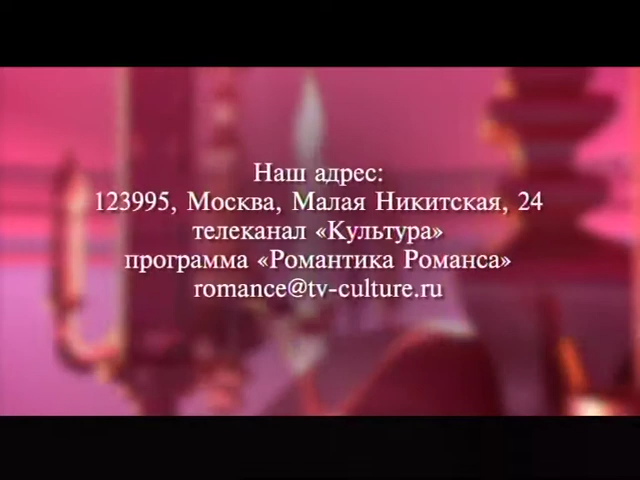 Наш адрес:
123995, Москва, Малая Никитская, 24
телеканал «Культура»
программа «Романтика Романса»
romance@tv-culture.ru